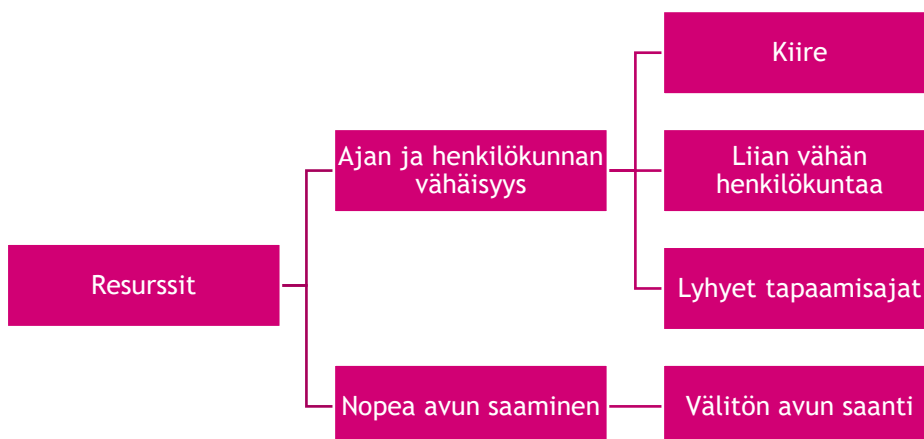 Kiire
Ajan ja henkilökunnan
vähäisyys
Liian vähän
henkilökuntaa
Resurssit
Lyhyet tapaamisajat
Nopea avun saaminen
Välitön avun saanti